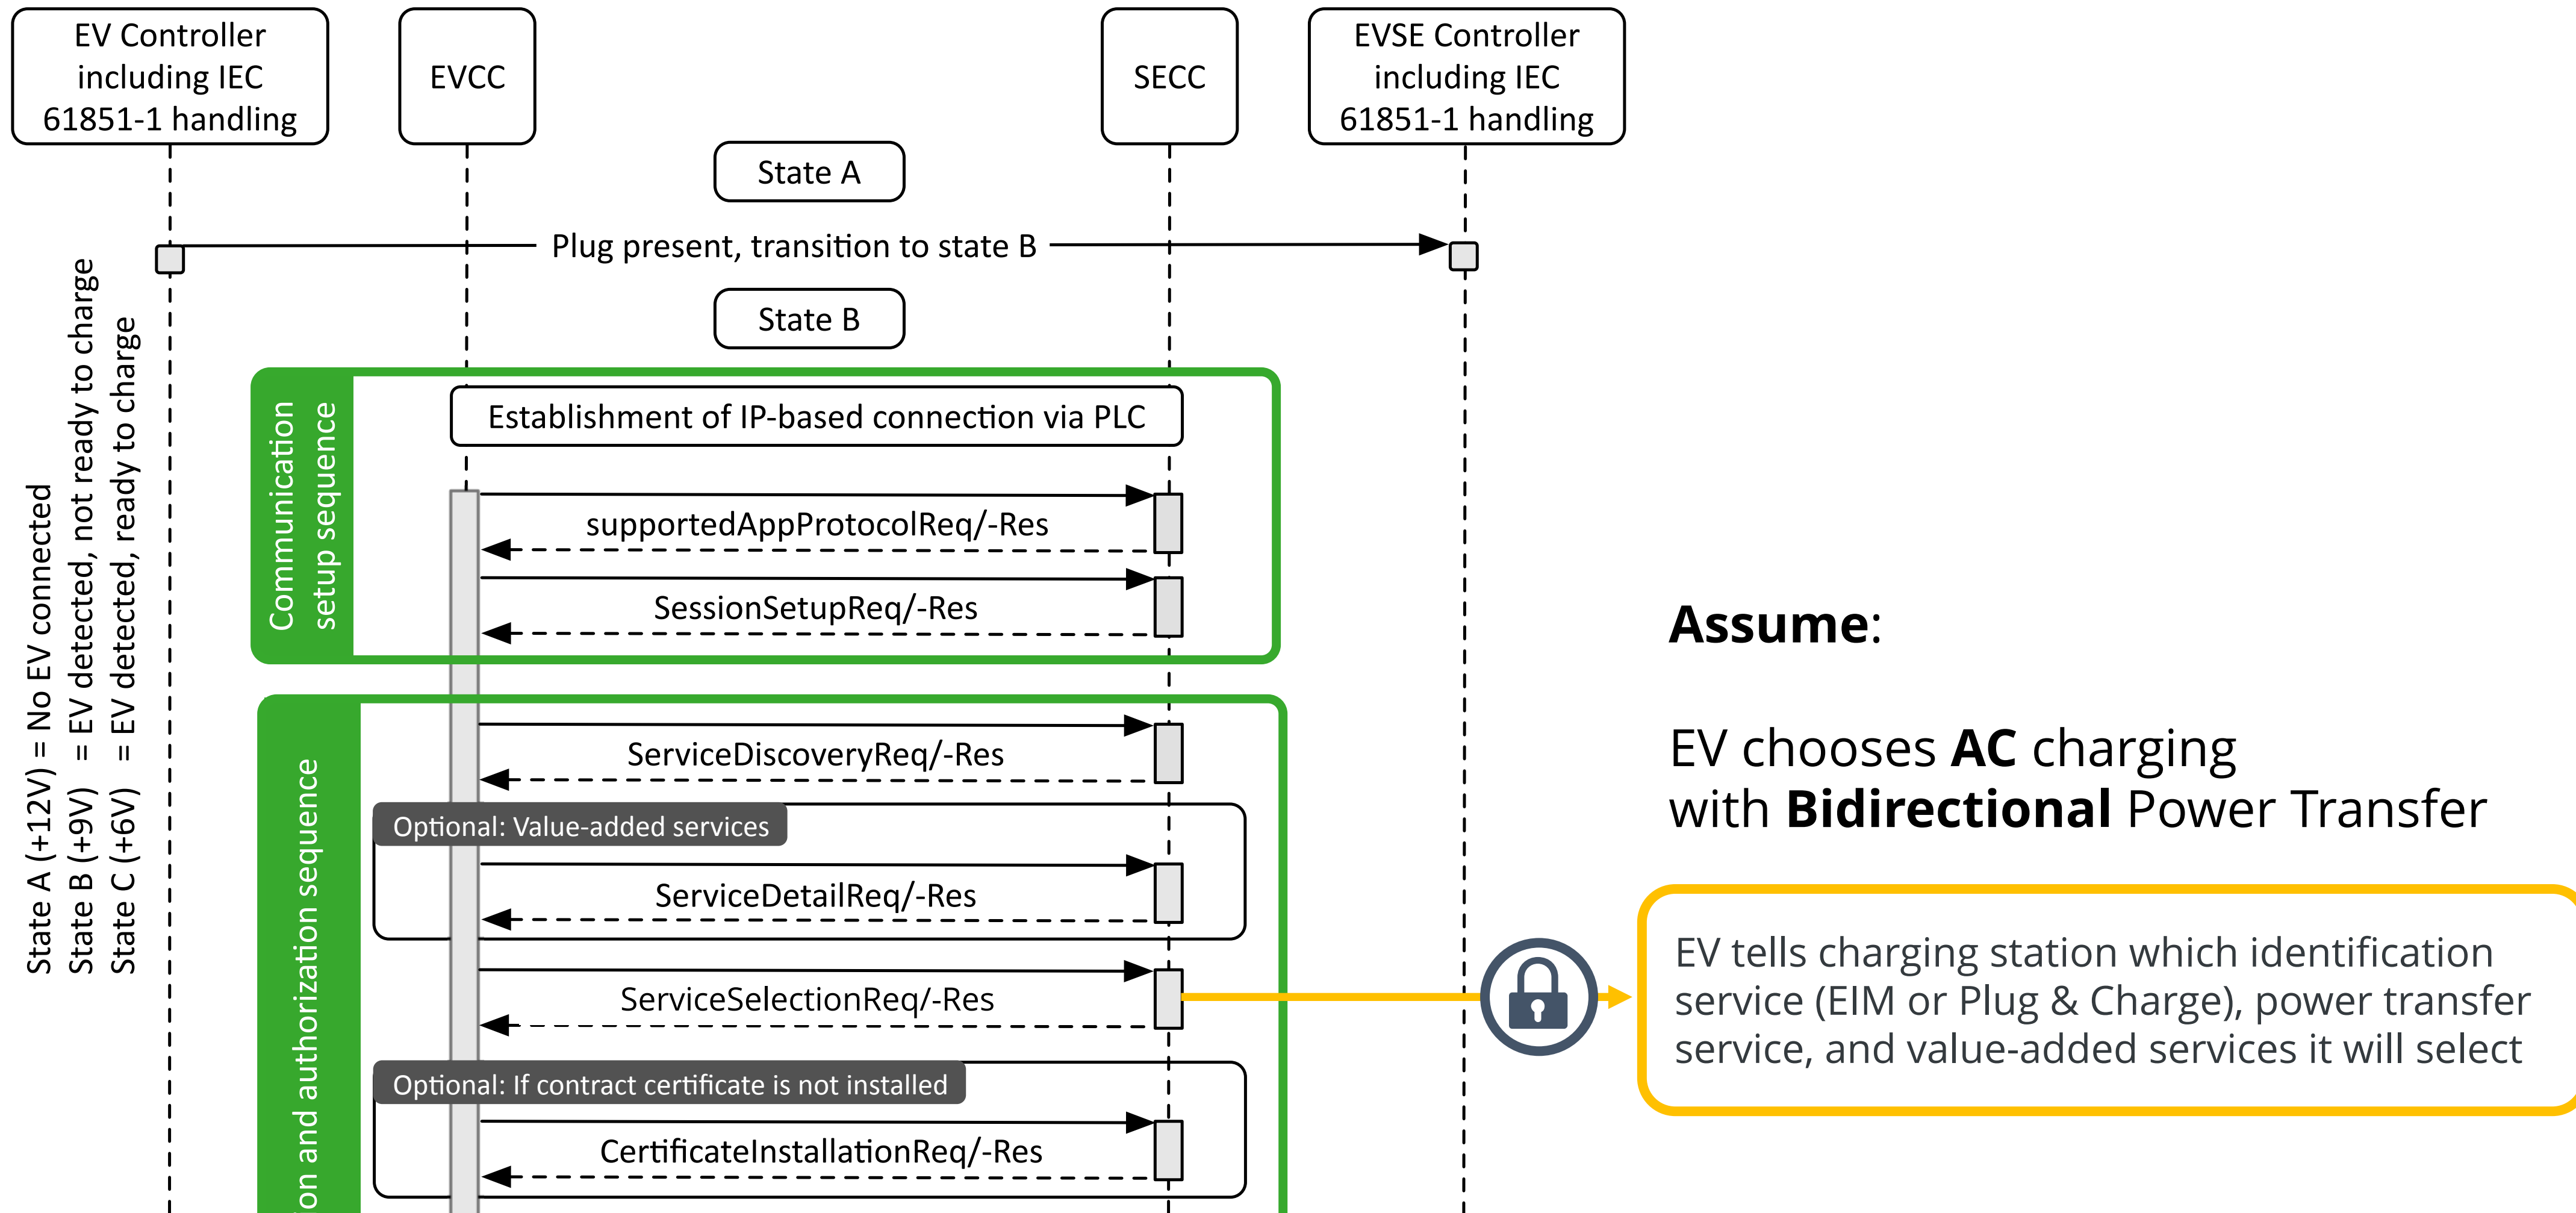 EV Controller
including IEC
61851-1 handling
EVCC
SECC
EVSE Controller
including IEC
61851-1 handling
State A
Plug present, transition to state B
State B
State A (+12V) = No EV connected
State B (+9V) = EV detected, not ready to charge
State C (+6V) = EV detected, ready to charge
Communication
setup sequence
Establishment of IP-based connection via PLC
supportedAppProtocolReq/-Res
SessionSetupReq/-Res
on and authorization sequence
ServiceDiscoveryReq/-Res
Optional: Value-added services
ServiceDetailReq/-Res
ServiceSelectionReq/-Res
Optional: If contract certificate is not installed
CertificateInstallationReq/-Res
Assume:
EV chooses AC charging
with Bidirectional Power Transfer
EV tells charging station which identification
service (EIM or Plug & Charge), power transfer
service, and value-added services it will select